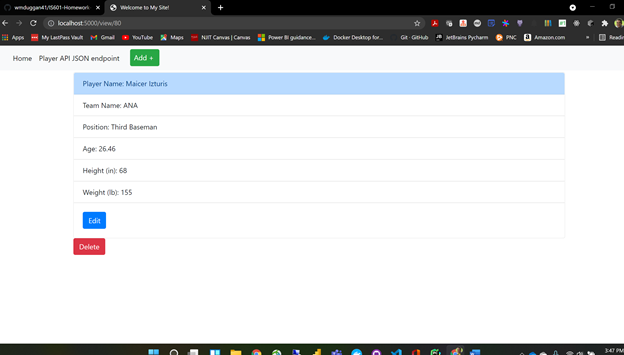 wmduggan41/IS601-Homework
Welcome to My Site!
localhost:5000/view/80
Apps
My LastPass Vault
Gmail
YouTube
Maps
NJIT Canvas | Canvas
Power BI guidance...
Docker Desktop for...
Git · GitHub
JetBrains Pycharm
PNC
Amazon.com
»
Home Player API JSON endpoint Add +
Player Name: Maicer Izturis
Team Name: ANA
Position: Third Baseman
Age: 26.46
Height (in): 68
Weight (lb): 155
Edit
Delete
3:47 PM